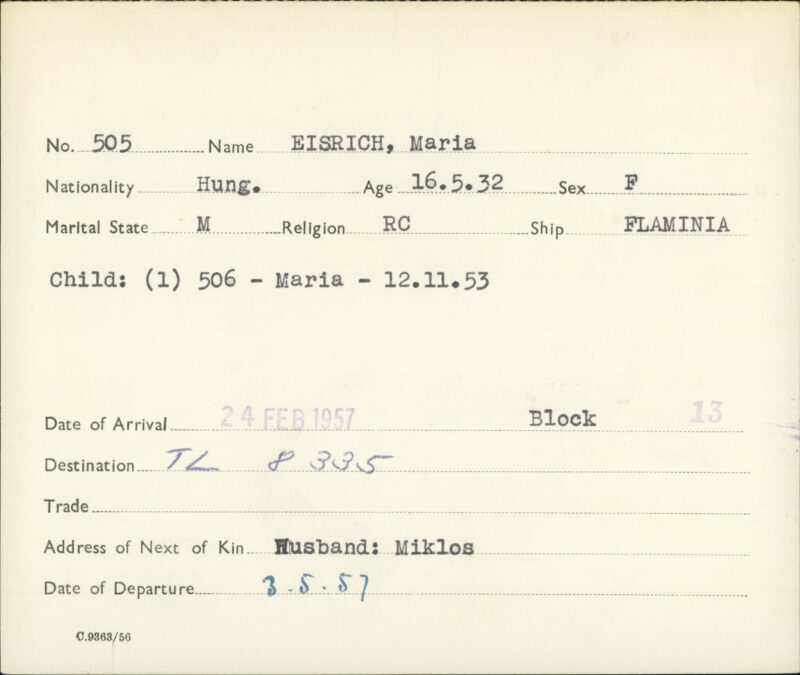 No. 505 Name EISRICH, Maria
Nationality Hung. Age 16.5.32 Sex F
Marital State M Religion RC Ship FLAMINIA
Child: (1) 506 - Maria - 12.11.53
Date of Arrival 24 FEB 1957 Block 13
Destination TL 8335
Trade
Address of Next of Kin Husband: Miklos
Date of Departure 3.5.57
C.9363/56